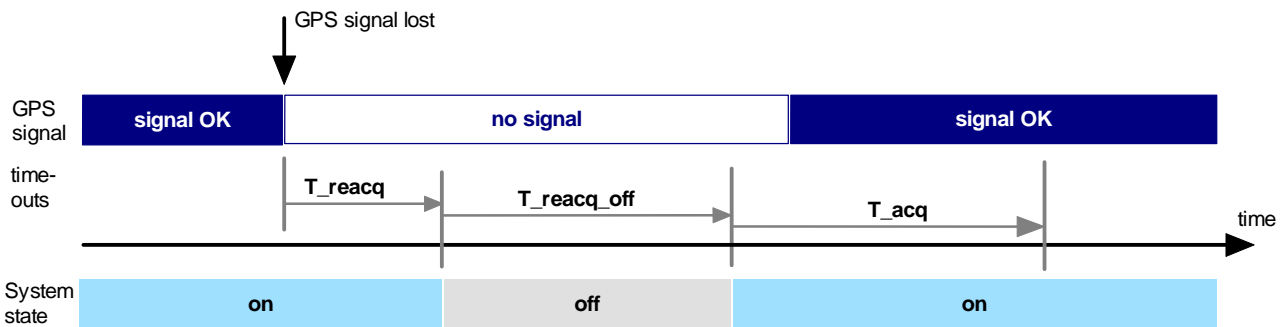 GPS signal lost
GPS
signal
signal OK
no signal
signal OK
time-
outs
T_reacq
T_reacq_off
T_acq
time
System
state
on
off
on